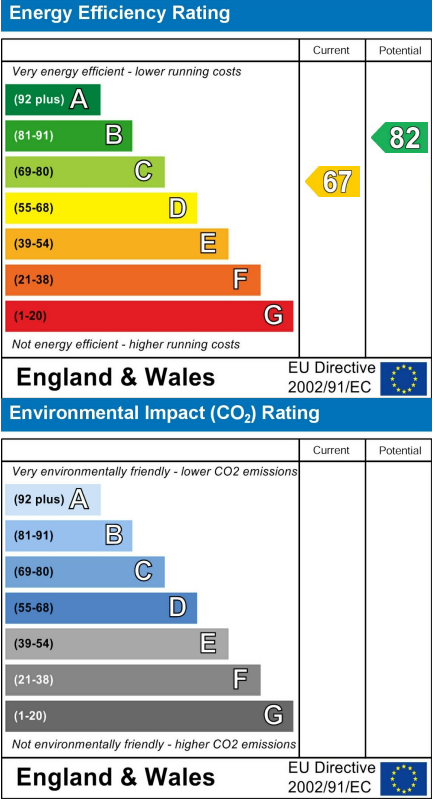 Energy Efficiency Rating
Current Potential
Very energy efficient - lower running costs
(92 plus) A
(81-91) B
82
(69-80) C
67
(55-68) D
(39-54) E
(21-38) F
(1-20) G
Not energy efficient - higher running costs
England & Wales
EU Directive
2002/91/EC
Environmental Impact (CO₂) Rating
Current Potential
Very environmentally friendly - lower CO2 emissions
(92 plus) A
(81-91) B
(69-80) C
(55-68) D
(39-54) E
(21-38) F
(1-20) G
Not environmentally friendly - higher CO2 emissions
England & Wales
EU Directive
2002/91/EC